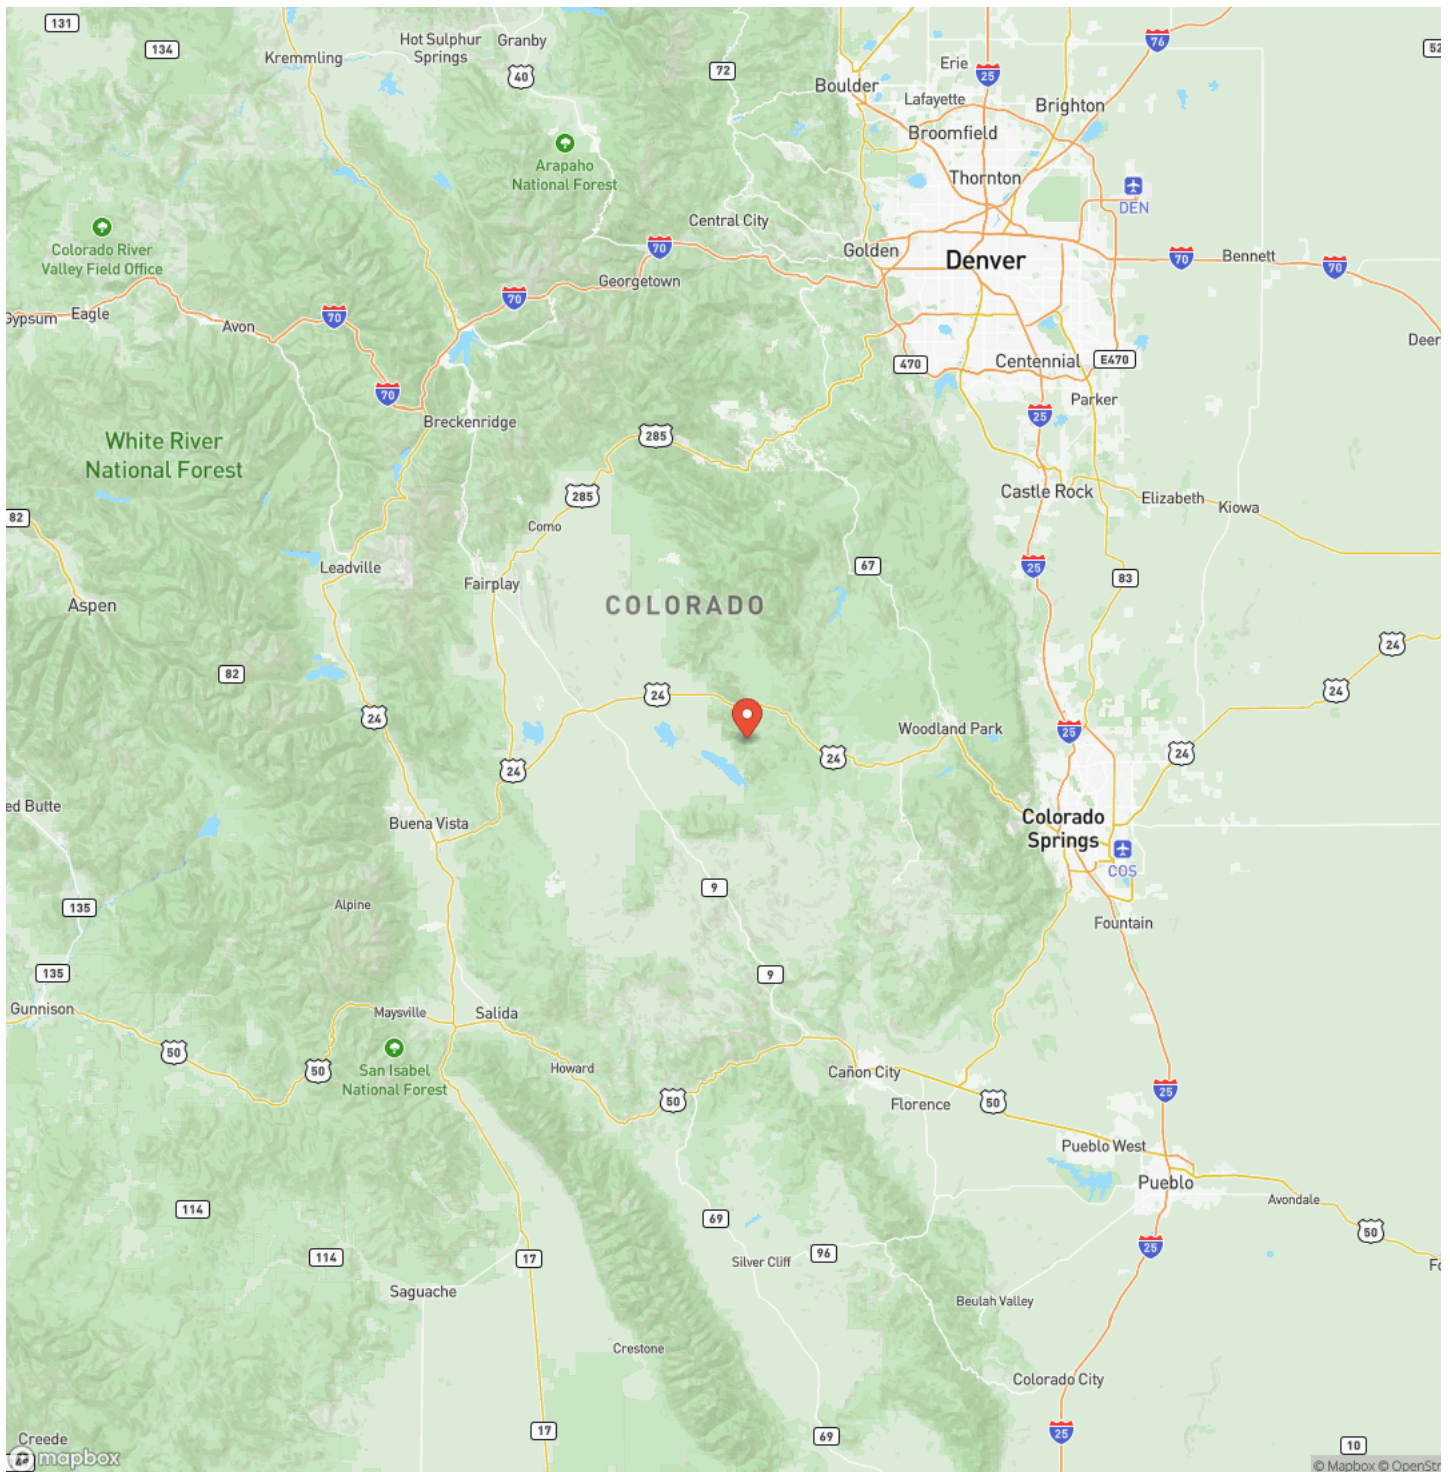 131
134
Kremmling
Hot Sulphur
Springs
Granby
40
72
Boulder
Erie
25
76
52
Lafayette
Brighton
Broomfield
Arapaho
National Forest
Thornton
DEN
Colorado River
Valley Field Office
Central City
70
Golden
Denver
70
Bennett
70
Georgetown
70
Gypsum
Eagle
Avon
70
470
Centennial
E470
Deer
70
Parker
25
Breckenridge
285
White River
National Forest
285
Castle Rock
Elizabeth
Kiowa
82
Como
Leadville
Fairplay
67
25
83
Aspen
COLORADO
82
24
24
24
24
Woodland Park
25
24
24
24
ed Butte
Buena Vista
Colorado
Springs
COS
9
135
Alpine
Fountain
135
9
Gunnison
Maysville
Salida
50
50
San Isabel
National Forest
Howard
50
Cañon City
Florence
50
25
Pueblo West
Pueblo
Avondale
50
114
69
114
17
Silver Cliff
96
25
Fo
Saguache
Beulah Valley
Crestone
Colorado City
17
69
25
10
Creede
mapbox
© Mapbox © OpenStr